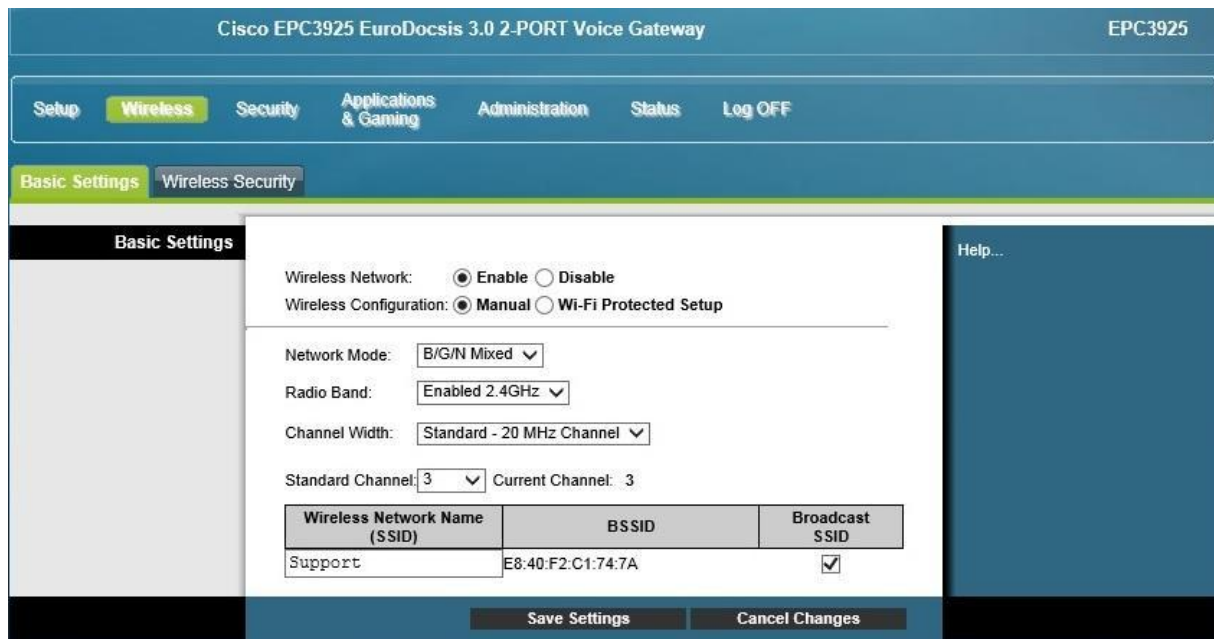 Cisco EPC3925 EuroDocsis 3.0 2-PORT Voice Gateway EPC3925
Setup Wireless Security Applications & Gaming Administration Status Log OFF
Basic Settings Wireless Security
Basic Settings
Help...
Wireless Network: Enable Disable
Wireless Configuration: Manual Wi-Fi Protected Setup
Network Mode: B/G/N Mixed
Radio Band: Enabled 2.4GHz
Channel Width: Standard - 20 MHz Channel
Standard Channel: 3 Current Channel: 3
Wireless Network Name (SSID) BSSID Broadcast SSID
Support E8:40:F2:C1:74:7A
Save Settings Cancel Changes